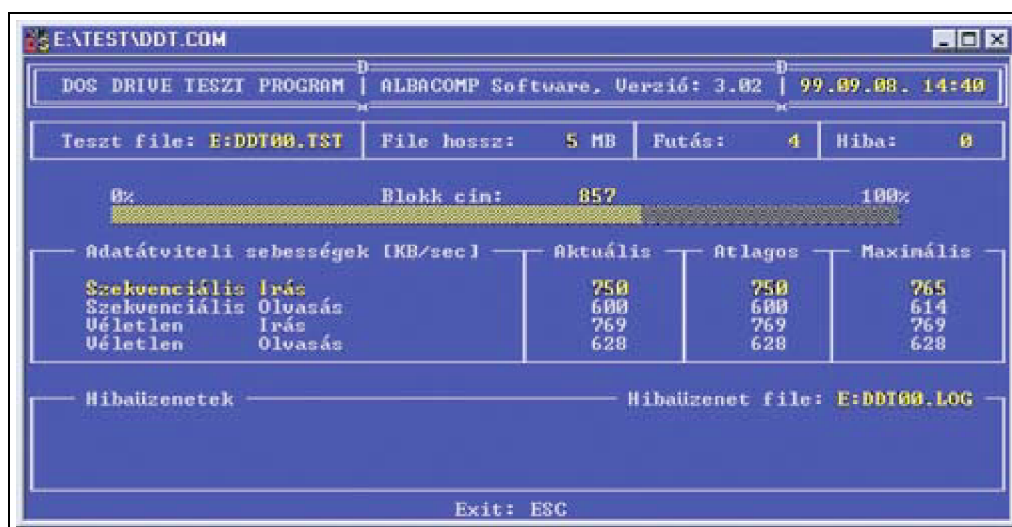 E:\TEST\DDT.COM
DOS DRIVE TESZT PROGRAM | ALBACOMP Software, Verzió: 3.02 | 99.09.08. 14:40
Teszt file: E:DDT00.TST File hossz: 5 MB Futás: 4 Hiba: 0
0% Blokk cím: 857 100%
Adatátviteli sebességek [KB/sec] Aktuális Atlagos Maximális
Szekvenciális Irás 750 750 765
Szekvenciális Olvasás 600 600 614
Véletlen Irás 769 769 769
Véletlen Olvasás 628 628 628
Hibaüzenetek Hibaüzenet file: E:DDT00.LOG
Exit: ESC